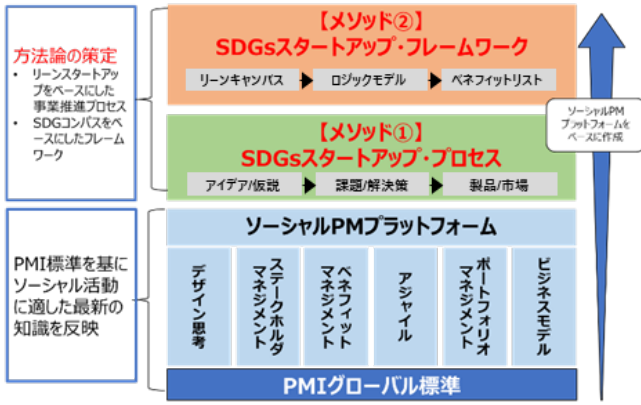 方法論の策定
• リーンスタートアッ
プをベースにした
事業推進プロセス
• SDGコンパスをベ
ースにしたフレーム
ワーク
【メソッド②】
SDGsスタートアップ・フレームワーク
リーンキャンパス
ロジックモデル
ベネフィットリスト
【メソッド①】
SDGsスタートアップ・プロセス
アイデア/仮説
課題/解決策
製品/市場
ソーシャルPM
プラットフォームを
ベースに作成
PMI標準を基に
ソーシャル活動
に適した最新の
知識を反映
ソーシャルPMプラットフォーム
デザイン思考
ステークホルダ
マネジメント
ベネフィット
マネジメント
アジャイル
ポートフォリオ
マネジメント
ビジネスモデル
PMIグローバル標準